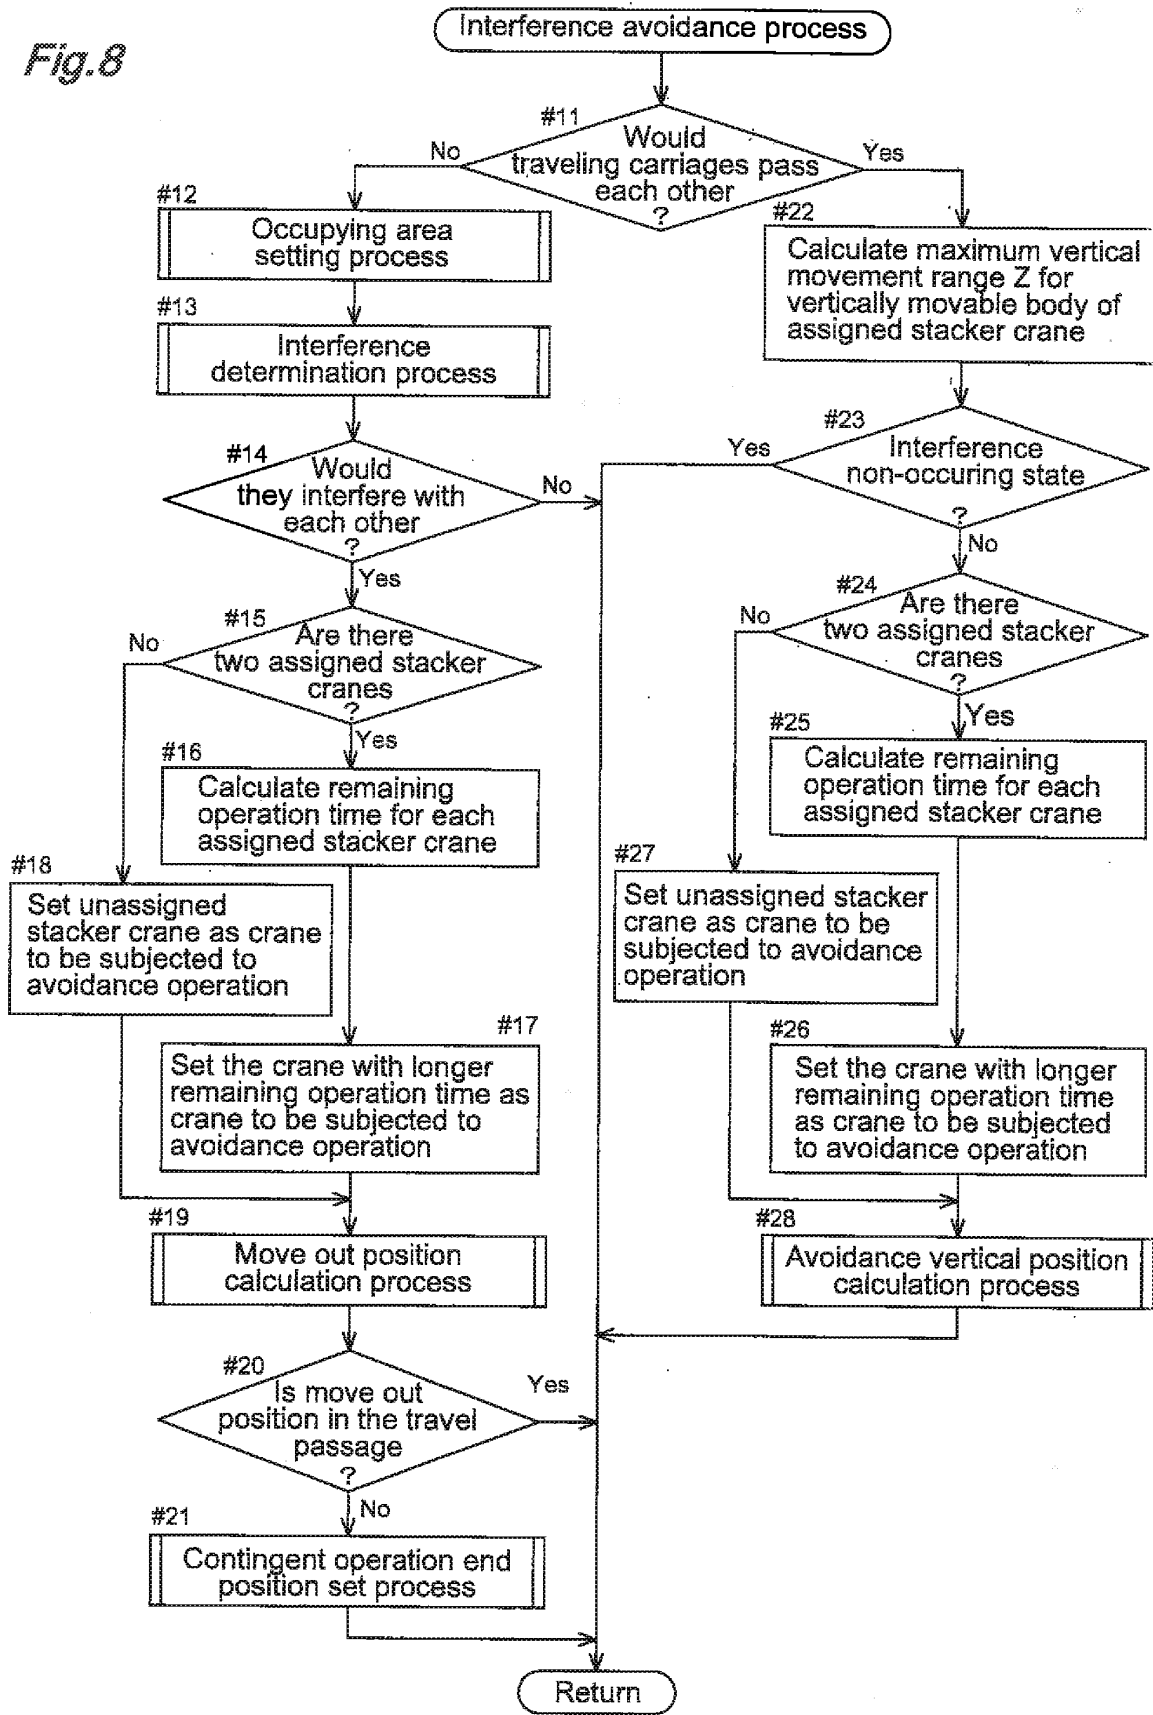 Fig.8
Interference avoidance process
#11
Would
traveling carriages pass
each other
?
No
Yes
#12
Occupying area
setting process
#13
Interference
determination process
#14
Would
they interfere with
each other
?
No
Yes
#15
Are there
two assigned stacker
cranes
?
No
Yes
#16
Calculate remaining
operation time for each
assigned stacker crane
#18
Set unassigned
stacker crane as crane
to be subjected to
avoidance operation
#17
Set the crane with longer
remaining operation time as
crane to be subjected to
avoidance operation
#19
Move out position
calculation process
#20
Is move out
position in the travel
passage
?
Yes
No
#21
Contingent operation end
position set process
#22
Calculate maximum vertical
movement range Z for
vertically movable body of
assigned stacker crane
#23
Interference
non-occuring state
?
Yes
No
#24
Are there
two assigned stacker
cranes
?
No
Yes
#25
Calculate remaining
operation time for each
assigned stacker crane
#27
Set unassigned stacker
crane as crane to be
subjected to avoidance
operation
#26
Set the crane with longer
remaining operation time
as crane to be subjected
to avoidance operation
#28
Avoidance vertical position
calculation process
Return